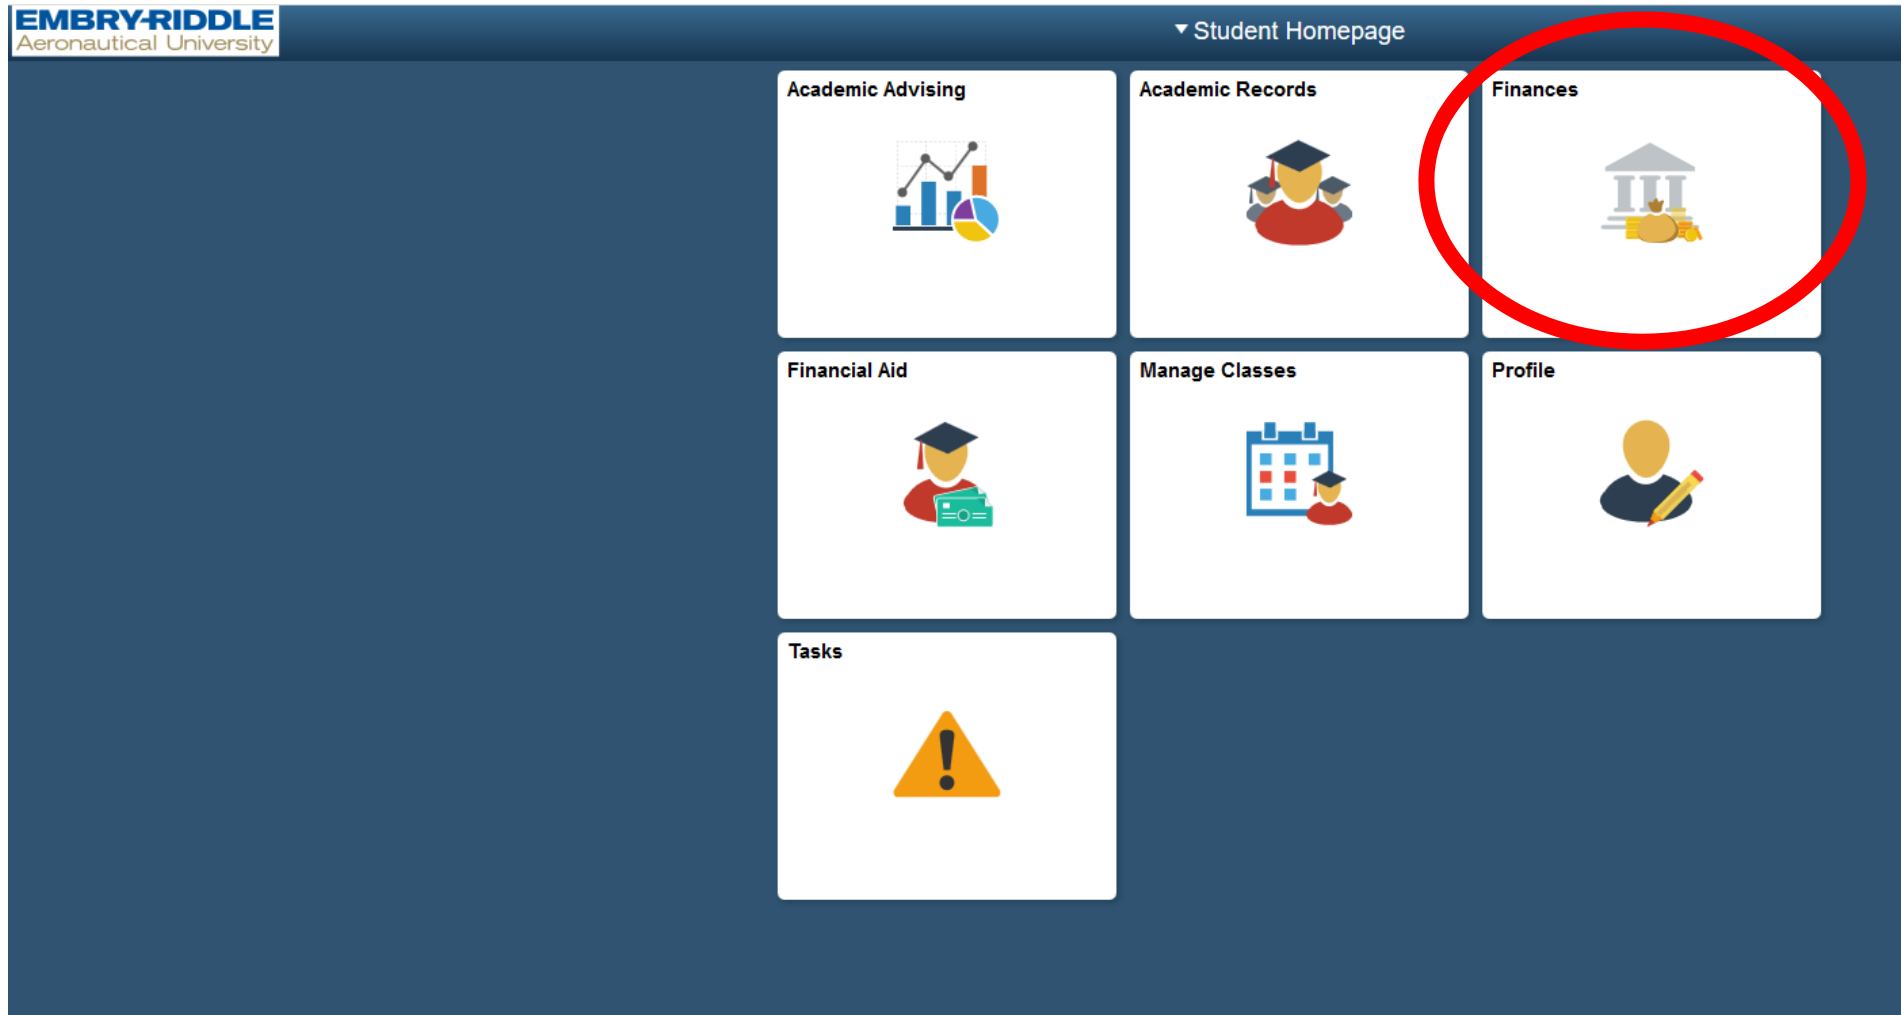 EMBRY-RIDDLE
Aeronautical University
Student Homepage
Academic Advising
Academic Records
Finances
Financial Aid
Manage Classes
Profile
Tasks